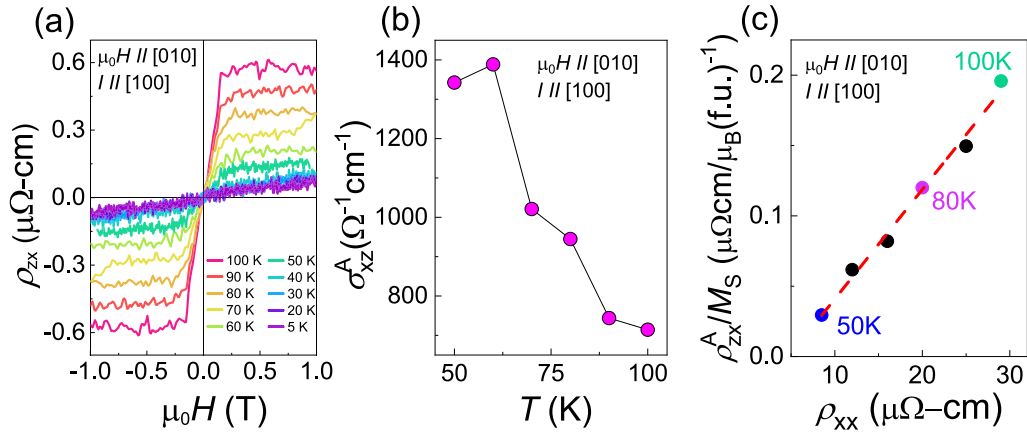 (a)
μ₀H // [010]
I // [100]
0.6
0.3
0.0
-0.3
-0.6
ρzx (μΩ-cm)
100 K
90 K
80 K
70 K
60 K
50 K
40 K
30 K
20 K
5 K
-1.0 -0.5 0.0 0.5 1.0
μ₀H (T)
(b)
μ₀H // [010]
I // [100]
1400
1200
1000
800
σᴬxz(Ω⁻¹cm⁻¹)
50 75 100
T (K)
(c)
μ₀H // [010]
I // [100]
100K
80K
50K
0.2
0.1
0.0
ρᴬzx/MS (μΩcm/μB(f.u.)⁻¹
10 20 30
ρxx (μΩ–cm)